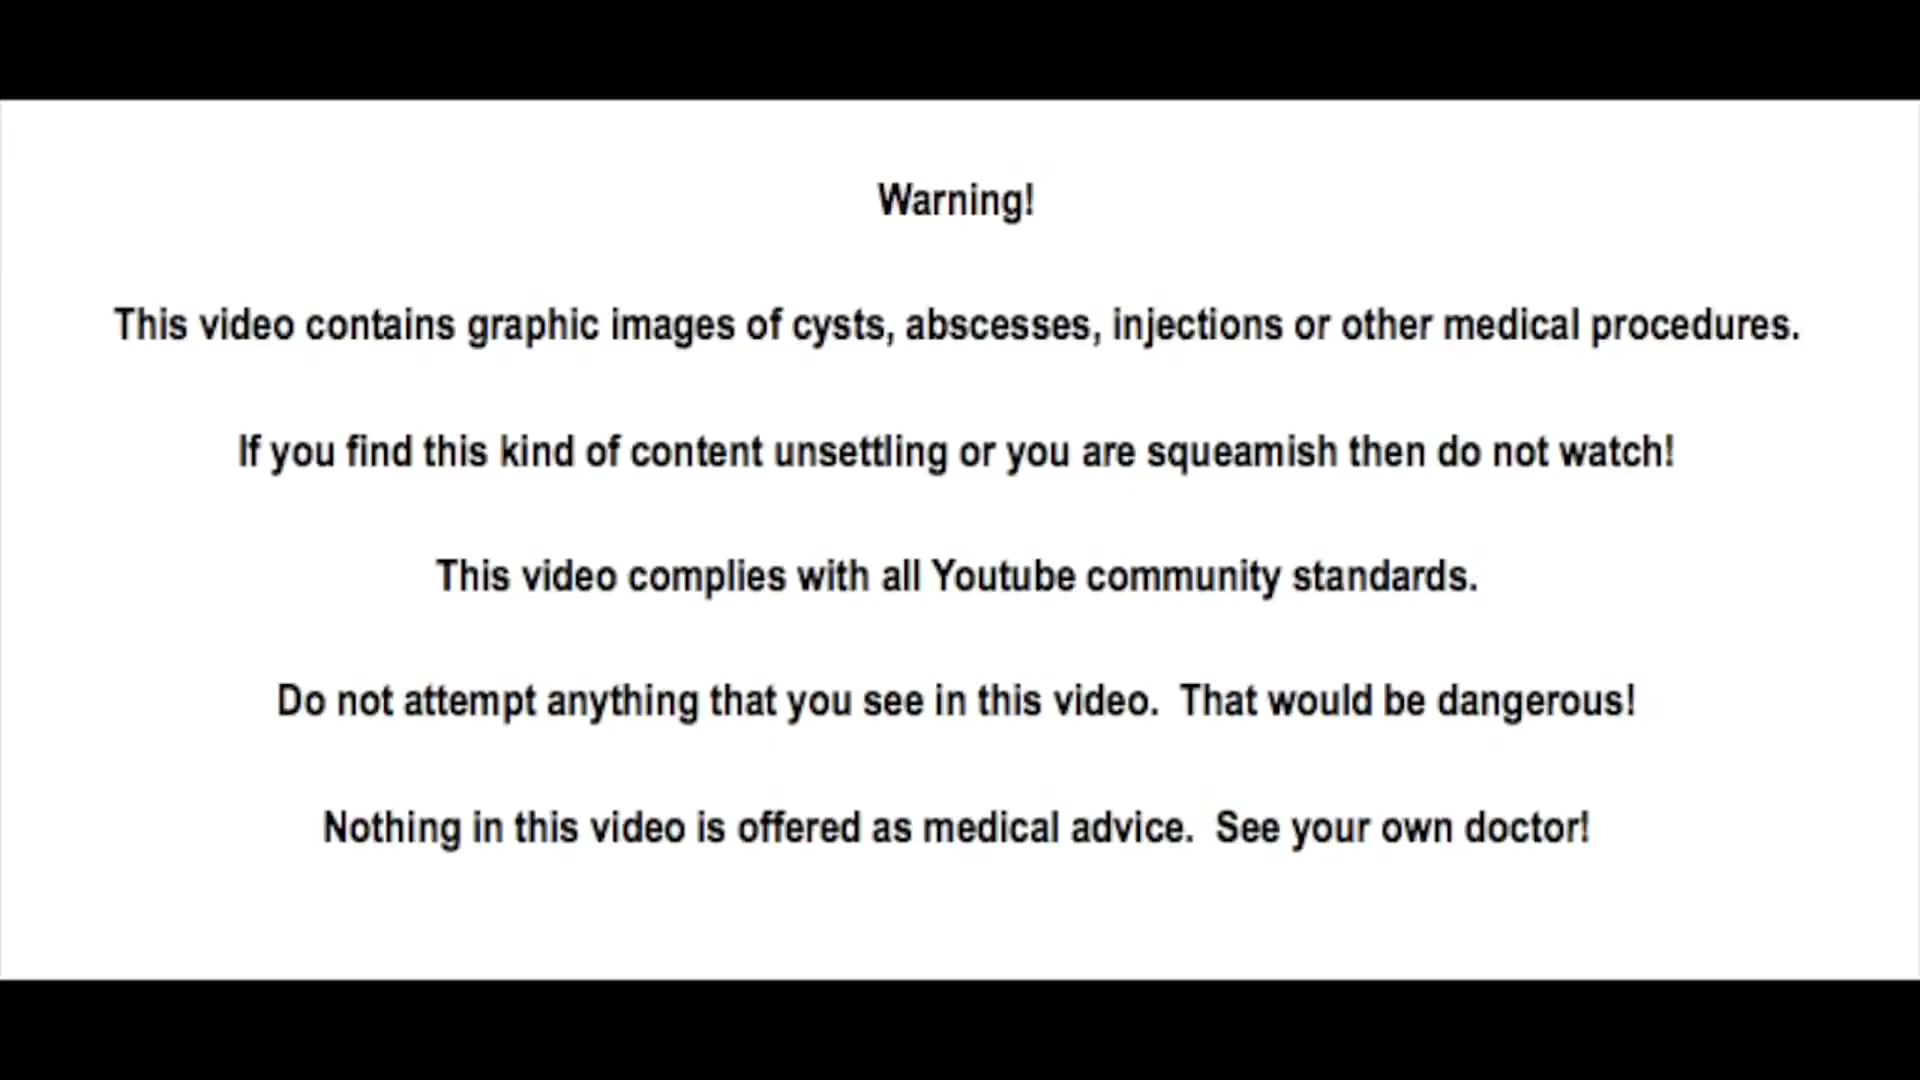 Warning!
This video contains graphic images of cysts, abscesses, injections or other medical procedures.
If you find this kind of content unsettling or you are squeamish then do not watch!
This video complies with all Youtube community standards.
Do not attempt anything that you see in this video.  That would be dangerous!
Nothing in this video is offered as medical advice.  See your own doctor!